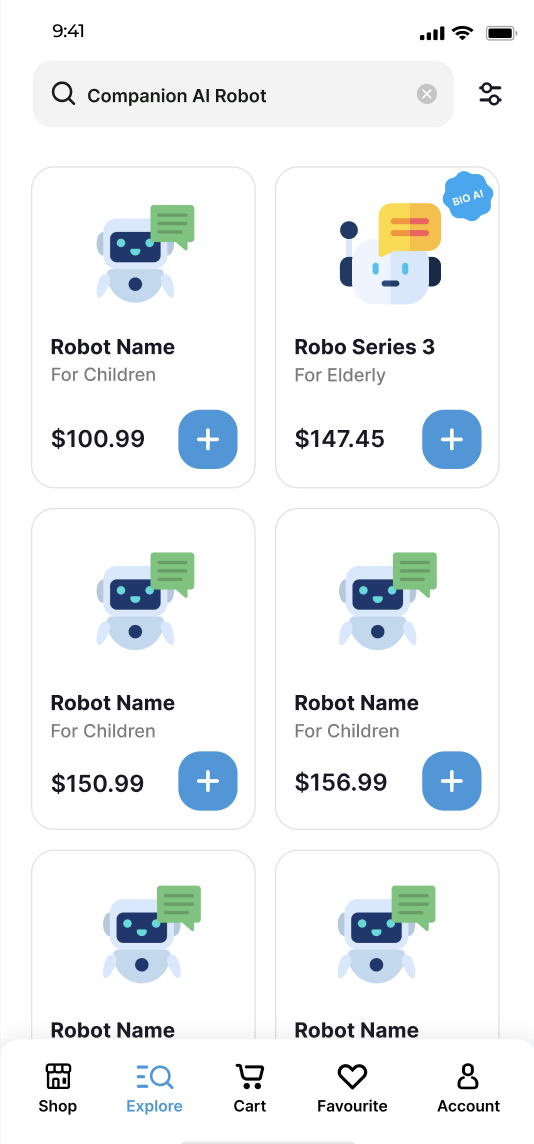 9:41
Companion AI Robot
BIO AI
Robot Name
For Children
$100.99
Robo Series 3
For Elderly
$147.45
Robot Name
For Children
$150.99
Robot Name
For Children
$156.99
Robot Name
Robot Name
Shop
Explore
Cart
Favourite
Account